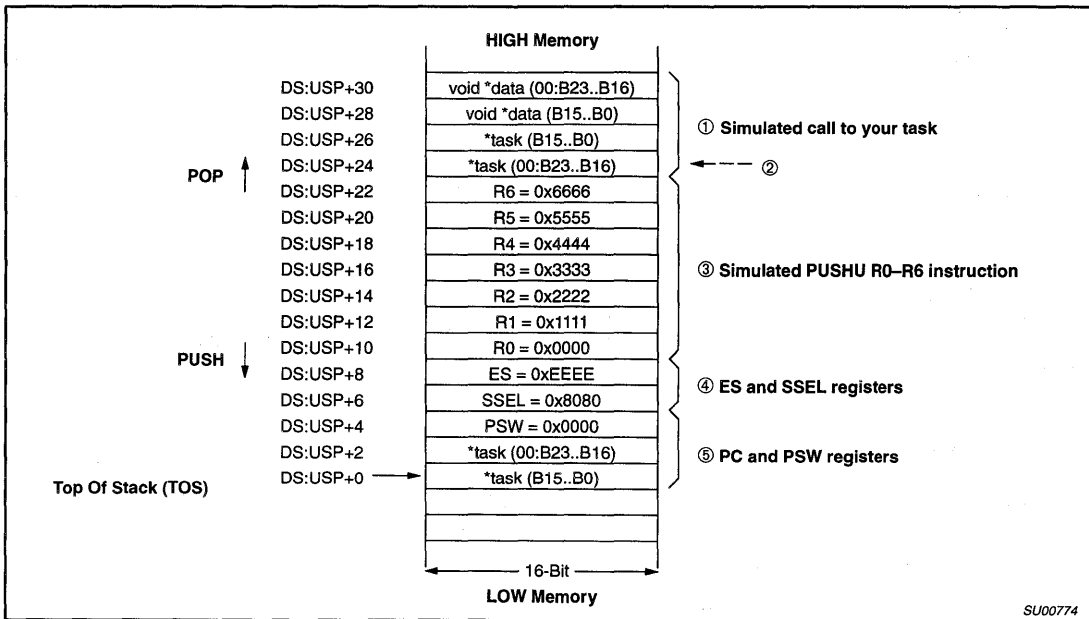 HIGH Memory
DS:USP+30 void *data (00:B23..B16)
DS:USP+28 void *data (B15..B0)
DS:USP+26 *task (B15..B0)
① Simulated call to your task
DS:USP+24 *task (00:B23..B16)
②
POP
DS:USP+22 R6 = 0x6666
DS:USP+20 R5 = 0x5555
DS:USP+18 R4 = 0x4444
DS:USP+16 R3 = 0x3333
③ Simulated PUSHU R0–R6 instruction
DS:USP+14 R2 = 0x2222
DS:USP+12 R1 = 0x1111
DS:USP+10 R0 = 0x0000
PUSH
DS:USP+8 ES = 0xEEEE
④ ES and SSEL registers
DS:USP+6 SSEL = 0x8080
DS:USP+4 PSW = 0x0000
DS:USP+2 *task (00:B23..B16)
⑤ PC and PSW registers
DS:USP+0 *task (B15..B0)
Top Of Stack (TOS)
16-Bit
LOW Memory
SU00774